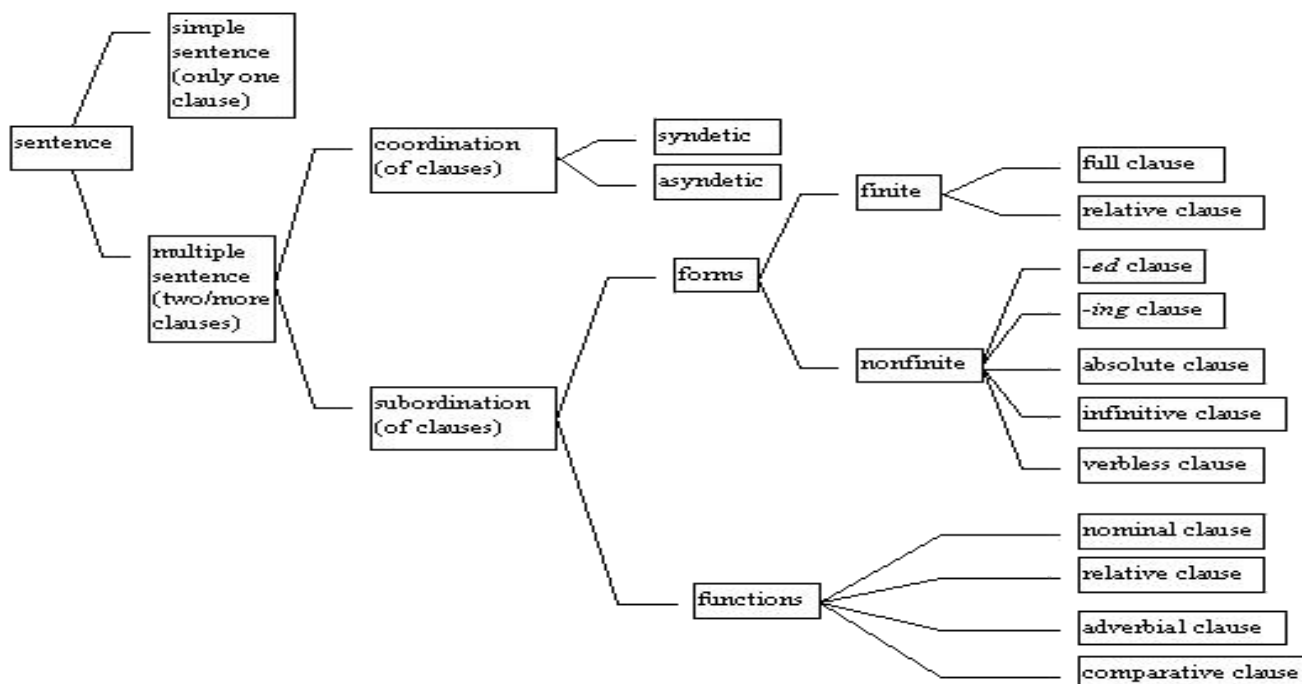 simple
sentence
(only one
clause)
sentence
multiple
sentence
(two/more
clauses)
coordination
(of clauses)
syndetic
asyndetic
subordination
(of clauses)
forms
finite
full clause
relative clause
nonfinite
-ed clause
-ing clause
absolute clause
infinitive clause
verbless clause
functions
nominal clause
relative clause
adverbial clause
comparative clause